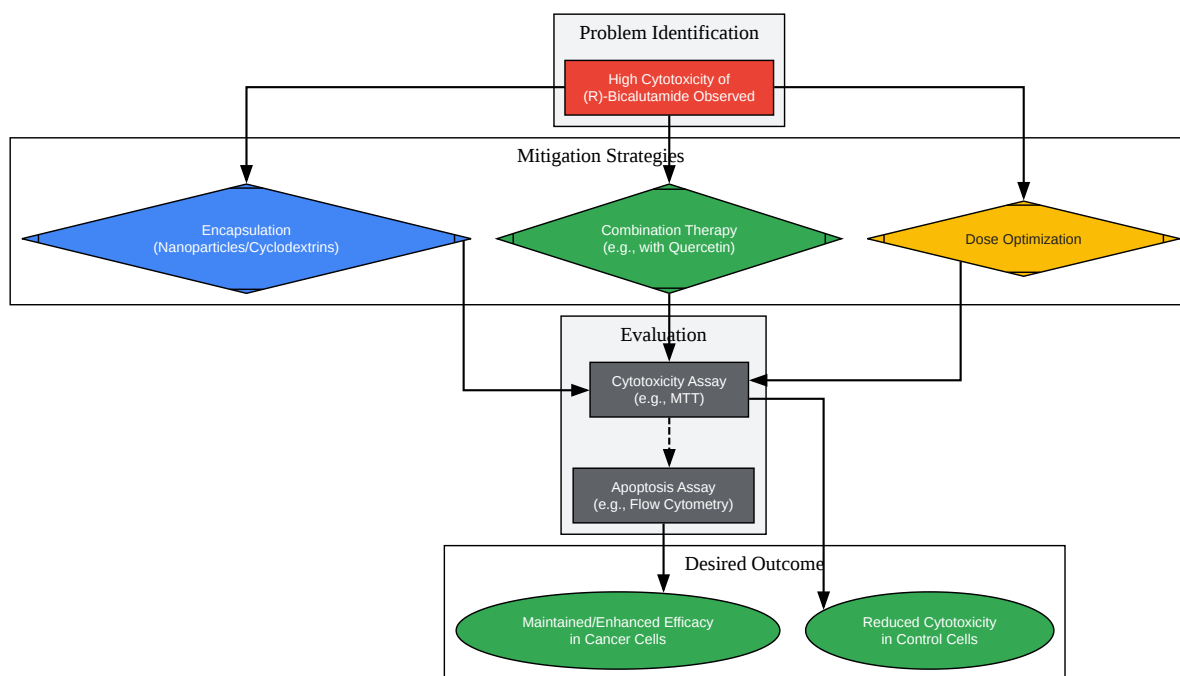 Problem Identification
High Cytotoxicity of
(R)-Bicalutamide Observed
Mitigation Strategies
Encapsulation
(Nanoparticles/Cyclodextrins)
Combination Therapy
(e.g., with Quercetin)
Dose Optimization
Evaluation
Cytotoxicity Assay
(e.g., MTT)
Apoptosis Assay
(e.g., Flow Cytometry)
Desired Outcome
Maintained/Enhanced Efficacy
in Cancer Cells
Reduced Cytotoxicity
in Control Cells